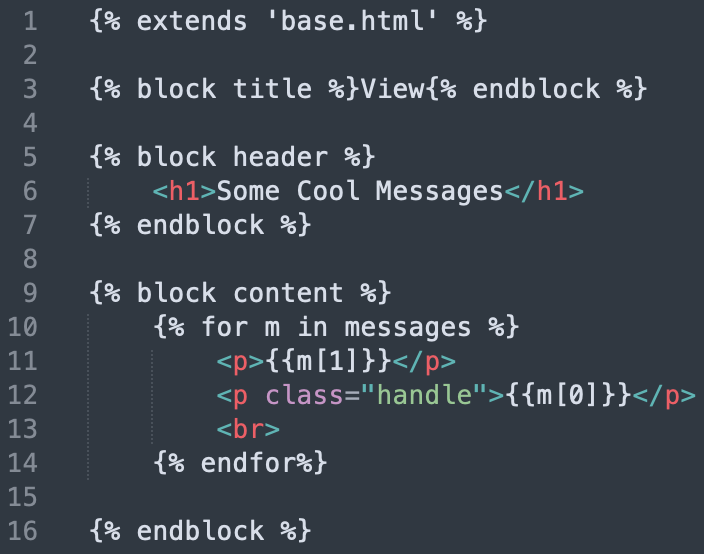 1 {% extends 'base.html' %}
2
3 {% block title %}View{% endblock %}
4
5 {% block header %}
6     <h1>Some Cool Messages</h1>
7 {% endblock %}
8
9 {% block content %}
10     {% for m in messages %}
11         <p>{{m[1]}}</p>
12         <p class="handle">{{m[0]}}</p>
13         <br>
14     {% endfor%}
15
16 {% endblock %}